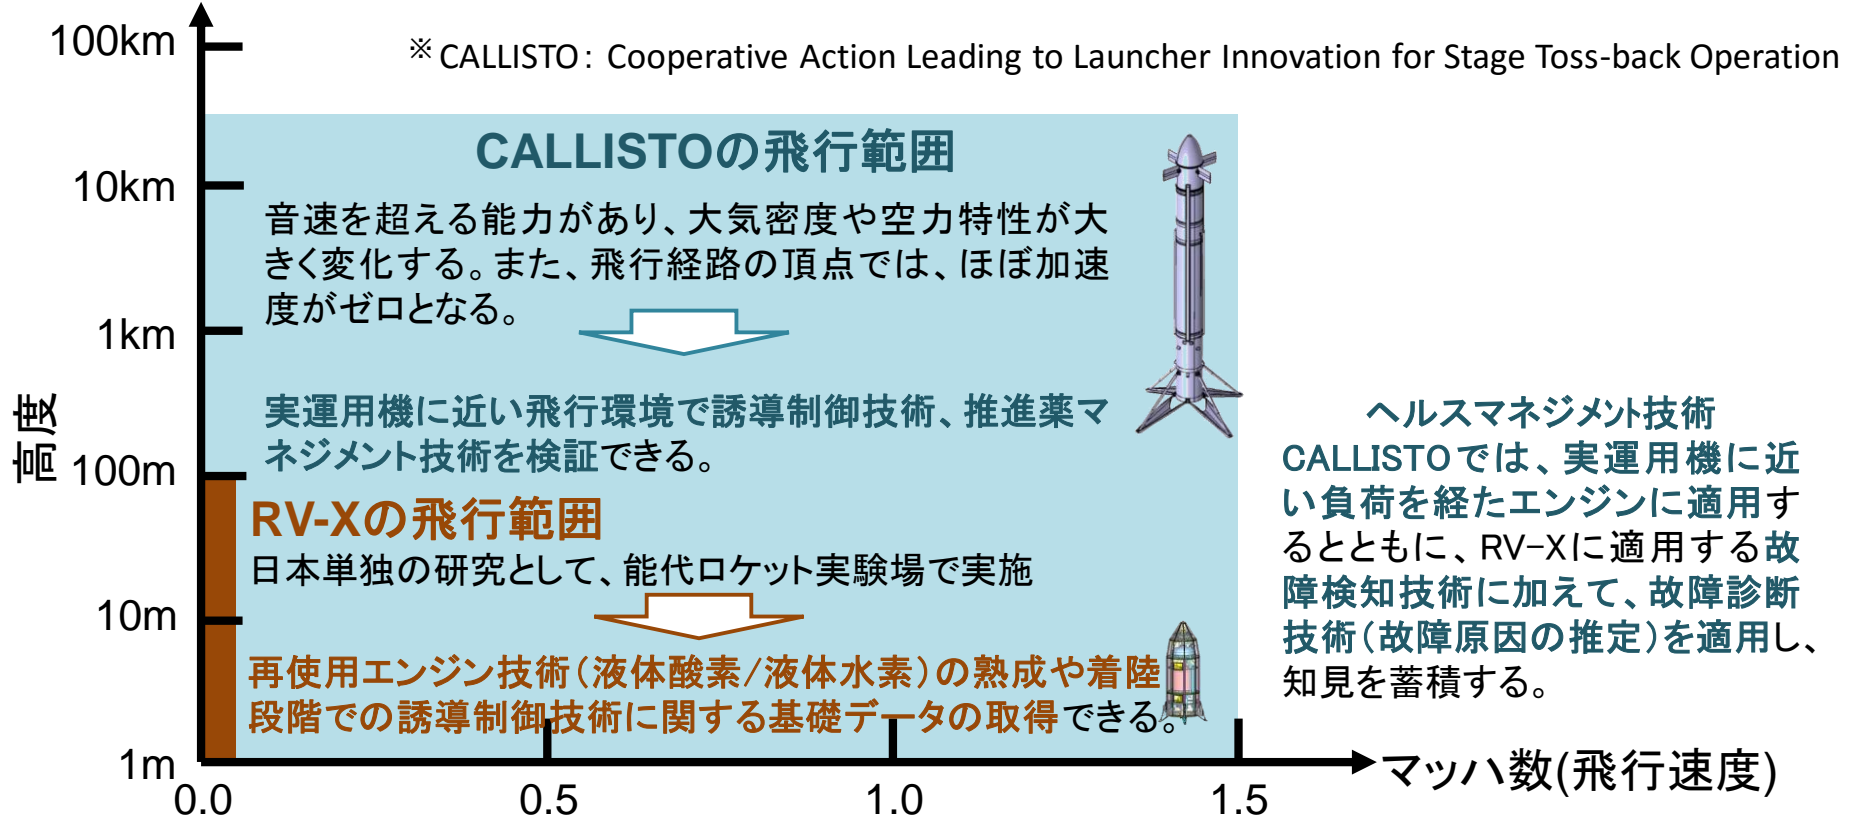 100km
※CALLISTO：Cooperative Action Leading to Launcher Innovation for Stage Toss-back Operation
CALLISTOの飛行範囲
10km
音速を超える能力があり、大気密度や空力特性が大
きく変化する。また、飛行経路の頂点では、ほぼ加速
度がゼロとなる。
1km
高度
実運用機に近い飛行環境で誘導制御技術、推進薬マ
ネジメント技術を検証できる。
100m
RV-Xの飛行範囲
日本単独の研究として、能代ロケット実験場で実施
10m
再使用エンジン技術（液体酸素/液体水素）の熟成や着陸
段階での誘導制御技術に関する基礎データの取得できる。
1m
ヘルスマネジメント技術
CALLISTOでは、実運用機に近
い負荷を経たエンジンに適用す
るとともに、RV-Xに適用する故
障検知技術に加えて、故障診断
技術（故障原因の推定）を適用し、
知見を蓄積する。
マッハ数(飛行速度)
0.0
0.5
1.0
1.5